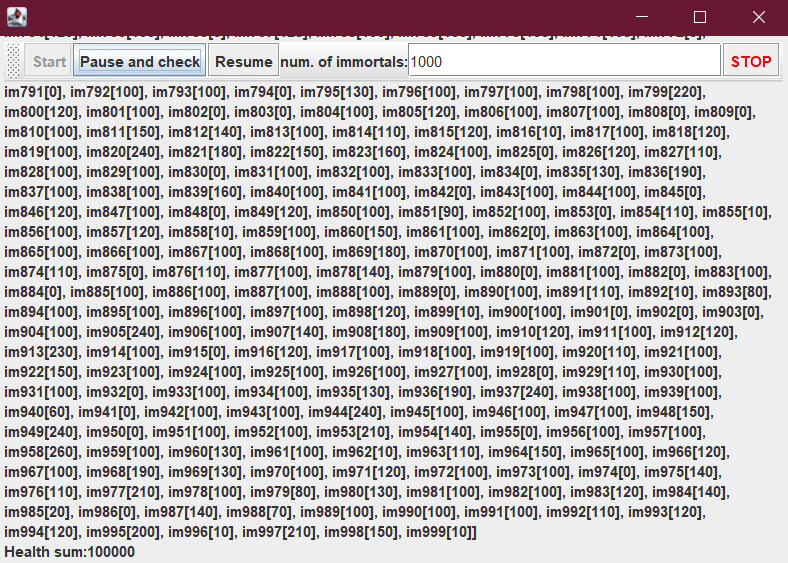 Start Pause and check Resume num. of immortals: 1000 STOP
im791[0], im792[100], im793[100], im794[0], im795[130], im796[100], im797[100], im798[100], im799[220],
im800[120], im801[100], im802[0], im803[0], im804[100], im805[120], im806[100], im807[100], im808[0], im809[0],
im810[100], im811[150], im812[140], im813[100], im814[110], im815[120], im816[10], im817[100], im818[120],
im819[100], im820[240], im821[180], im822[150], im823[160], im824[100], im825[0], im826[120], im827[110],
im828[100], im829[100], im830[0], im831[100], im832[100], im833[100], im834[0], im835[130], im836[190],
im837[100], im838[100], im839[160], im840[100], im841[100], im842[0], im843[100], im844[100], im845[0],
im846[120], im847[100], im848[0], im849[120], im850[100], im851[90], im852[100], im853[0], im854[110], im855[10],
im856[100], im857[120], im858[10], im859[100], im860[150], im861[100], im862[0], im863[100], im864[100],
im865[100], im866[100], im867[100], im868[100], im869[180], im870[100], im871[100], im872[0], im873[100],
im874[110], im875[0], im876[110], im877[100], im878[140], im879[100], im880[0], im881[100], im882[0], im883[100],
im884[0], im885[100], im886[100], im887[100], im888[100], im889[0], im890[100], im891[110], im892[10], im893[80],
im894[100], im895[100], im896[100], im897[100], im898[120], im899[10], im900[100], im901[0], im902[0], im903[0],
im904[100], im905[240], im906[100], im907[140], im908[180], im909[100], im910[120], im911[100], im912[120],
im913[230], im914[100], im915[0], im916[120], im917[100], im918[100], im919[100], im920[110], im921[100],
im922[150], im923[100], im924[100], im925[100], im926[100], im927[100], im928[0], im929[110], im930[100],
im931[100], im932[0], im933[100], im934[100], im935[130], im936[190], im937[240], im938[100], im939[100],
im940[60], im941[0], im942[100], im943[100], im944[240], im945[100], im946[100], im947[100], im948[150],
im949[240], im950[0], im951[100], im952[100], im953[210], im954[140], im955[0], im956[100], im957[100],
im958[260], im959[100], im960[130], im961[100], im962[10], im963[110], im964[150], im965[100], im966[120],
im967[100], im968[190], im969[130], im970[100], im971[120], im972[100], im973[100], im974[0], im975[140],
im976[110], im977[210], im978[100], im979[80], im980[130], im981[100], im982[100], im983[120], im984[140],
im985[20], im986[0], im987[140], im988[70], im989[100], im990[100], im991[100], im992[110], im993[120],
im994[120], im995[200], im996[10], im997[210], im998[150], im999[10]]
Health sum:100000